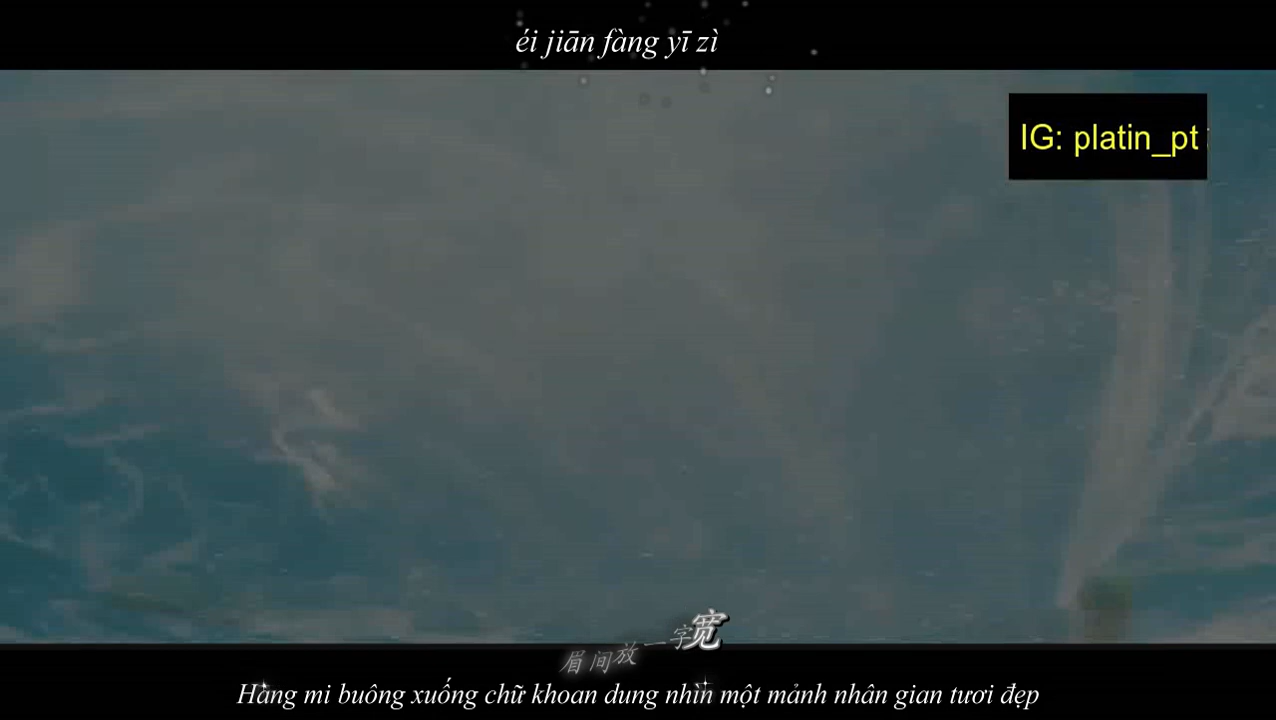 éi jiān fàng yī zì
IG: platin_pt
眉间放一字宽
Hàng mi buông xuống chữ khoan dung nhìn một mảnh nhân gian tươi đẹp